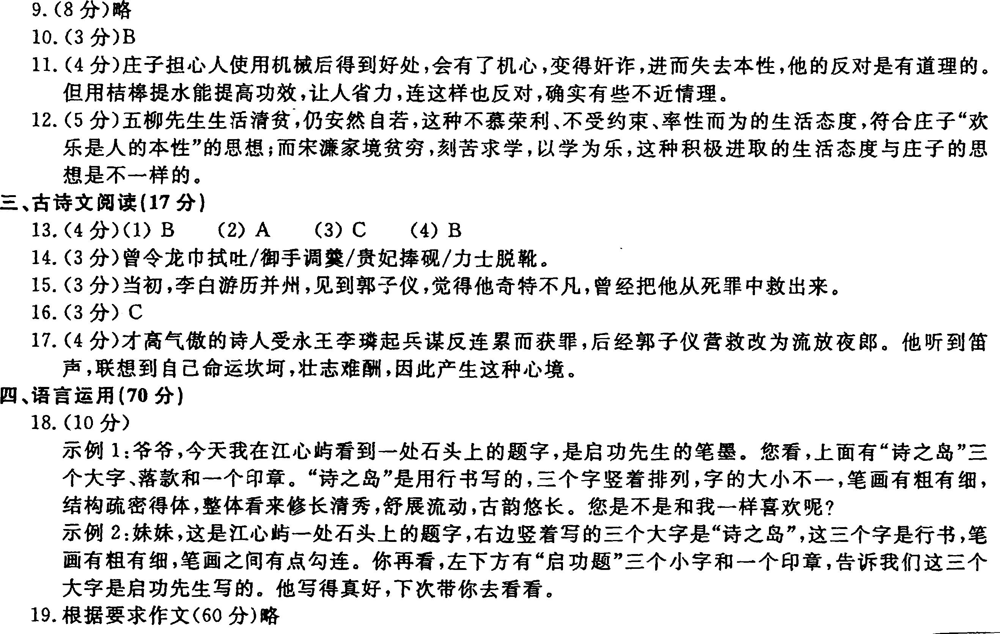 9.(8 分)略
10.(3 分)B
11.(4 分)庄子担心人使用机械后得到好处,会有了机心,变得奸诈,进而失去本性,他的反对是有道理的。
但用桔槔提水能提高功效,让人省力,连这样也反对,确实有些不近情理。
12.(5 分)五柳先生生活清贫,仍安然自若,这种不慕荣利、不受约束、率性而为的生活态度,符合庄子“欢
乐是人的本性”的思想;而宋濂家境贫穷,刻苦求学,以学为乐,这种积极进取的生活态度与庄子的思
想是不一样的。
三、古诗文阅读(17 分)
13.(4 分)(1) B (2) A (3) C (4) B
14.(3 分)曾令龙巾拭吐/御手调羹/贵妃捧砚/力士脱靴。
15.(3 分)当初,李白游历并州,见到郭子仪,觉得他奇特不凡,曾经把他从死罪中救出来。
16.(3 分) C
17.(4 分)才高气傲的诗人受永王李璘起兵谋反连累而获罪,后经郭子仪营救改为流放夜郎。他听到笛
声,联想到自己命运坎坷,壮志难酬,因此产生这种心境。
四、语言运用(70 分)
18.(10 分)
示例 1:爷爷,今天我在江心屿看到一处石头上的题字,是启功先生的笔墨。您看,上面有“诗之岛”三
个大字、落款和一个印章。“诗之岛”是用行书写的,三个字竖着排列,字的大小不一,笔画有粗有细,
结构疏密得体,整体看来修长清秀,舒展流动,古韵悠长。您是不是和我一样喜欢呢?
示例 2:妹妹,这是江心屿一处石头上的题字,右边竖着写的三个大字是“诗之岛”,这三个字是行书,笔
画有粗有细,笔画之间有点勾连。你再看,左下方有“启功题”三个小字和一个印章,告诉我们这三个
大字是启功先生写的。他写得真好,下次带你去看看。
19. 根据要求作文(60 分)略